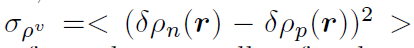 σ_{ρ^v} =< (δρ_n(r) − δρ_p(r))^2 >